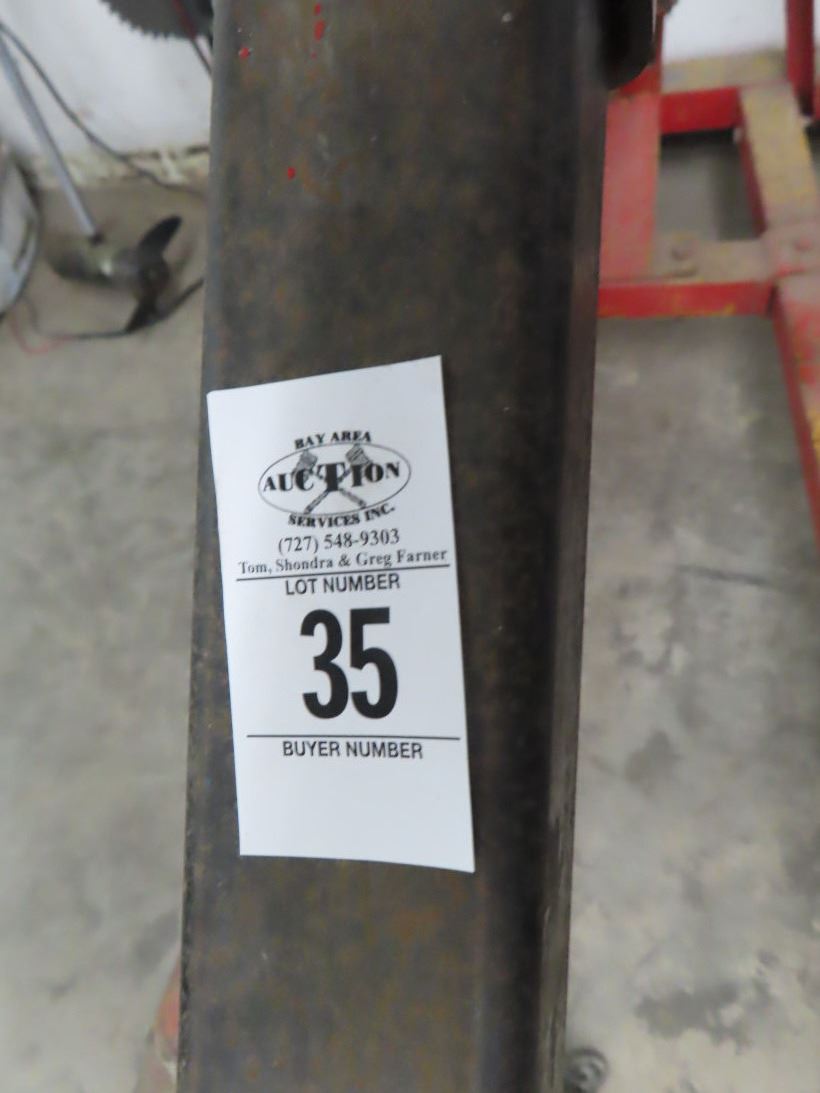 BAY AREA
AUCTION
SERVICES INC.
(727) 548-9303
Tom, Shondra & Greg Farner
LOT NUMBER
35
BUYER NUMBER